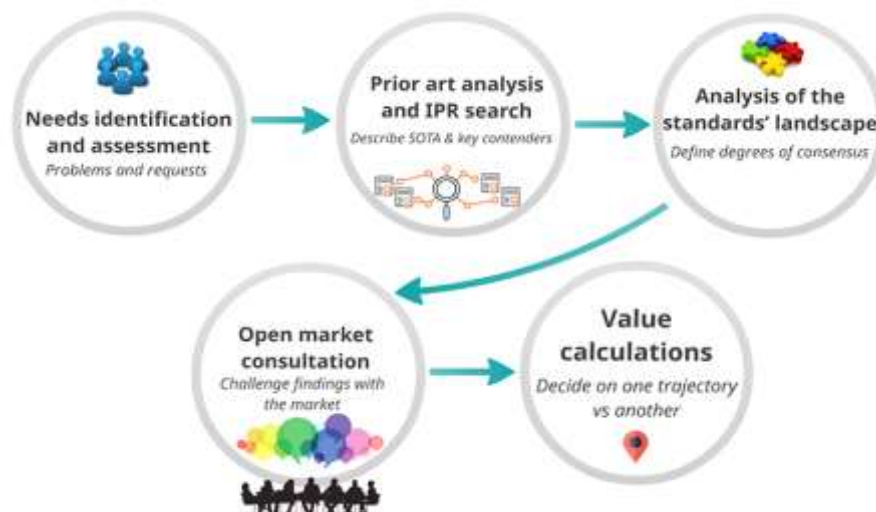 Needs identification
and assessment
Problems and requests
Prior art analysis
and IPR search
Describe SOTA & key contenders
Analysis of the
standards' landscape
Define degrees of consensus
Open market
consultation
Challenge findings with
the market
Value
calculations
Decide on one trajectory
vs another